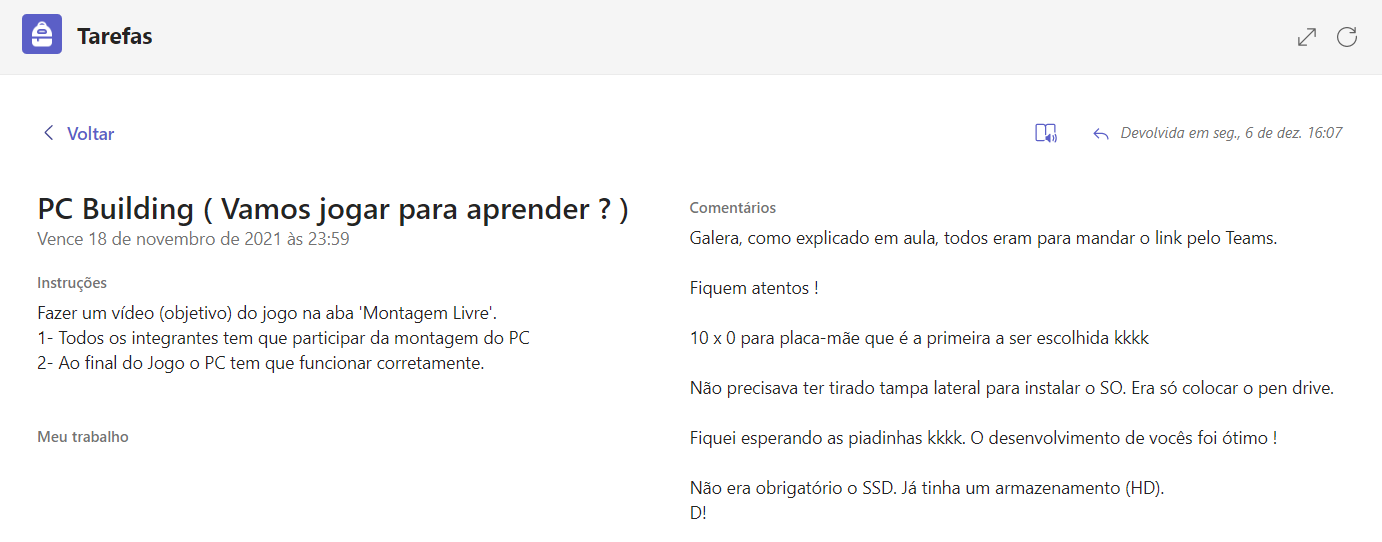 Tarefas
Voltar
Devolvida em seg., 6 de dez. 16:07
PC Building ( Vamos jogar para aprender ? )
Vence 18 de novembro de 2021 às 23:59
Instruções
Fazer um vídeo (objetivo) do jogo na aba 'Montagem Livre'.
1- Todos os integrantes tem que participar da montagem do PC
2- Ao final do Jogo o PC tem que funcionar corretamente.
Meu trabalho
Comentários
Galera, como explicado em aula, todos eram para mandar o link pelo Teams.
Fiquem atentos !
10 x 0 para placa-mãe que é a primeira a ser escolhida kkkk
Não precisava ter tirado tampa lateral para instalar o SO. Era só colocar o pen drive.
Fiquei esperando as piadinhas kkkk. O desenvolvimento de vocês foi ótimo !
Não era obrigatório o SSD. Já tinha um armazenamento (HD).
D!